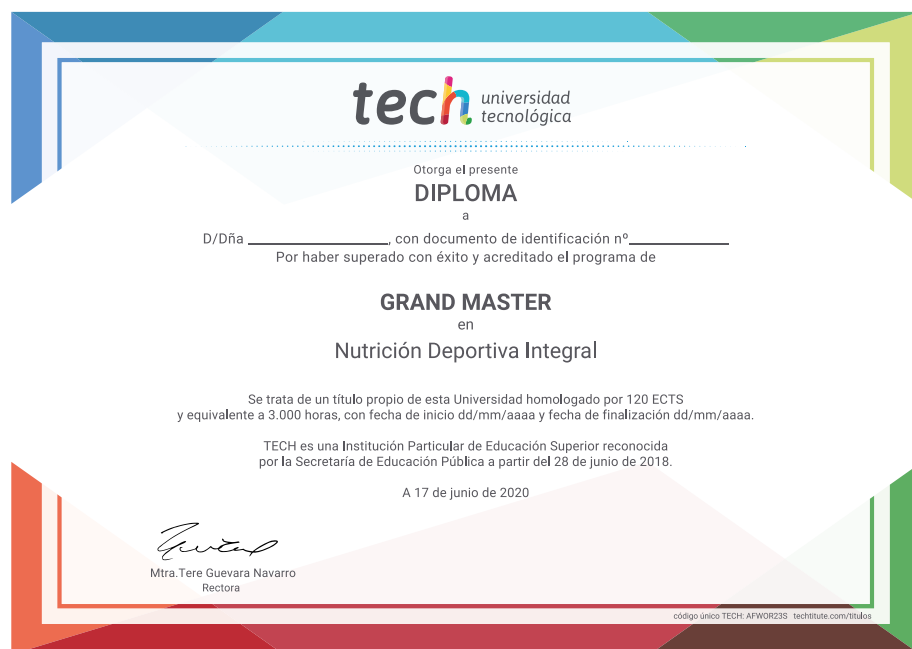 tech universidad
tecnológica
Otorga el presente
DIPLOMA
a
D/Dña ________________, con documento de identificación nº____________
Por haber superado con éxito y acreditado el programa de
GRAND MASTER
en
Nutrición Deportiva Integral
Se trata de un título propio de esta Universidad homologado por 120 ECTS
y equivalente a 3.000 horas, con fecha de inicio dd/mm/aaaa y fecha de finalización dd/mm/aaaa.
TECH es una Institución Particular de Educación Superior reconocida
por la Secretaría de Educación Pública a partir del 28 de junio de 2018.
A 17 de junio de 2020
Mtra.Tere Guevara Navarro
Rectora
código único TECH: AFWOR23S techtitute.com/titulos